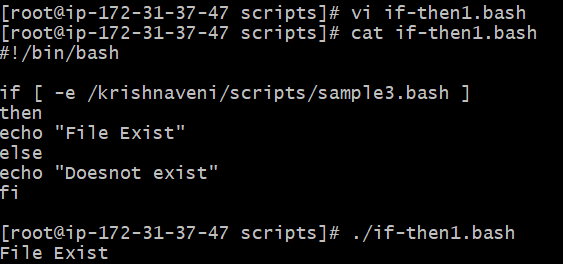 [root@ip-172-31-37-47 scripts]# vi if-then1.bash
[root@ip-172-31-37-47 scripts]# cat if-then1.bash
#!/bin/bash
if [ -e /krishnaveni/scripts/sample3.bash ]
then
echo "File Exist"
else
echo "Doesnot exist"
fi
[root@ip-172-31-37-47 scripts]# ./if-then1.bash
File Exist